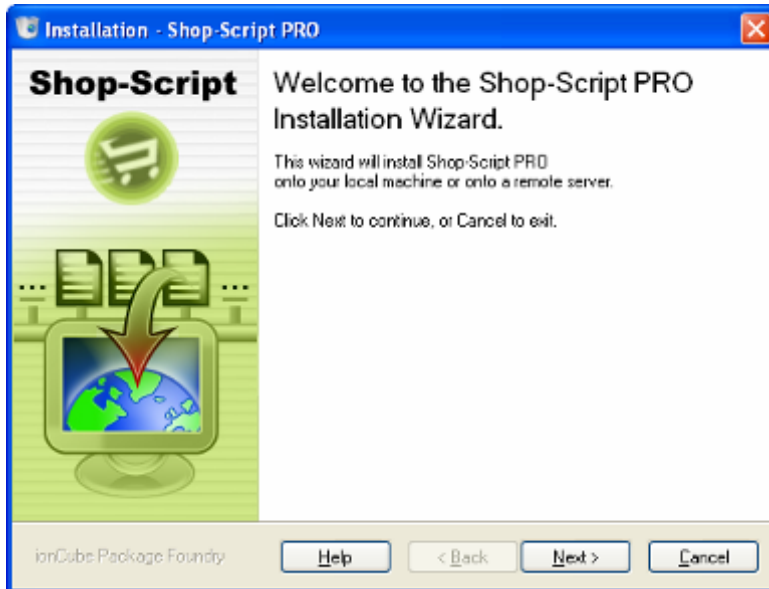 Installation - Shop-Script PRO
Shop-Script
Welcome to the Shop-Script PRO
Installation Wizard.
This wizard will install Shop-Script PRO
onto your local machine or onto a remote server.
Click Next to continue, or Cancel to exit.
... ...
ionCube Package Foundry
Help
< Back
Next >
Cancel